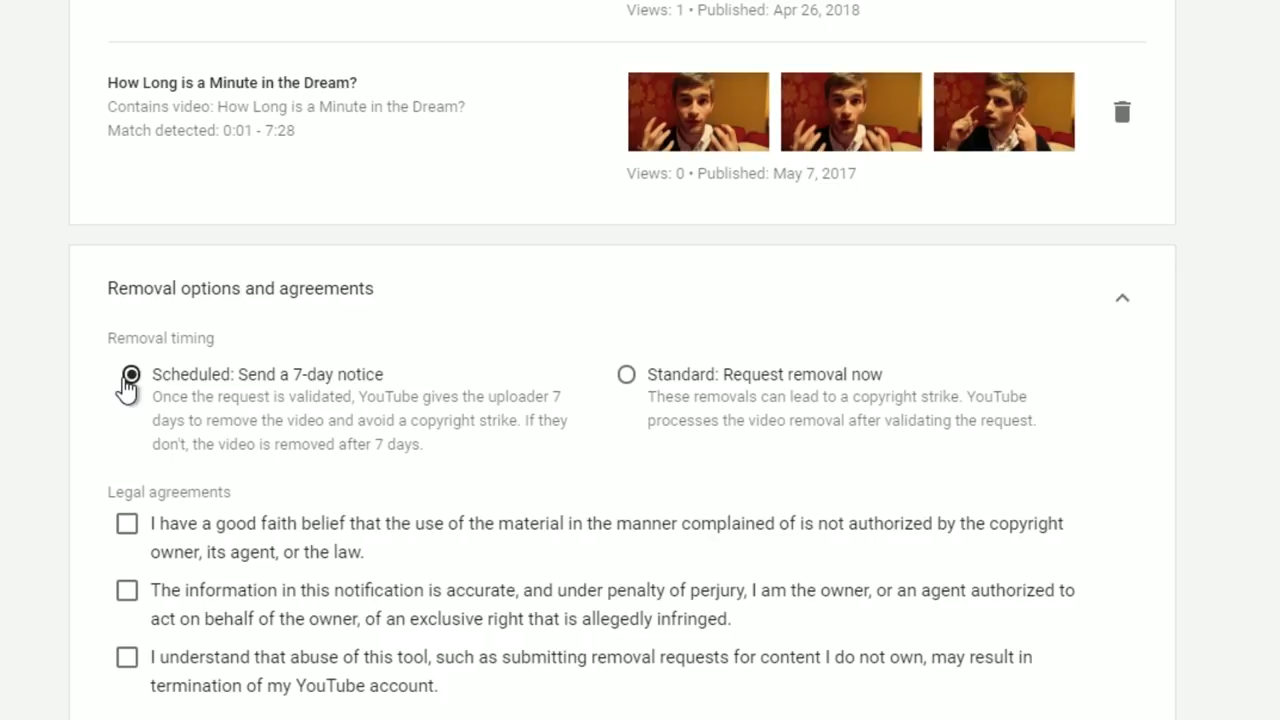 Views: 1 • Published: Apr 26, 2018
How Long is a Minute in the Dream?
Contains video: How Long is a Minute in the Dream?
Match detected: 0:01 - 7:28
Views: 0 • Published: May 7, 2017
Removal options and agreements
Removal timing
Scheduled: Send a 7-day notice
Once the request is validated, YouTube gives the uploader 7
days to remove the video and avoid a copyright strike. If they
don't, the video is removed after 7 days.
Standard: Request removal now
These removals can lead to a copyright strike. YouTube
processes the video removal after validating the request.
Legal agreements
I have a good faith belief that the use of the material in the manner complained of is not authorized by the copyright
owner, its agent, or the law.
The information in this notification is accurate, and under penalty of perjury, I am the owner, or an agent authorized to
act on behalf of the owner, of an exclusive right that is allegedly infringed.
I understand that abuse of this tool, such as submitting removal requests for content I do not own, may result in
termination of my YouTube account.